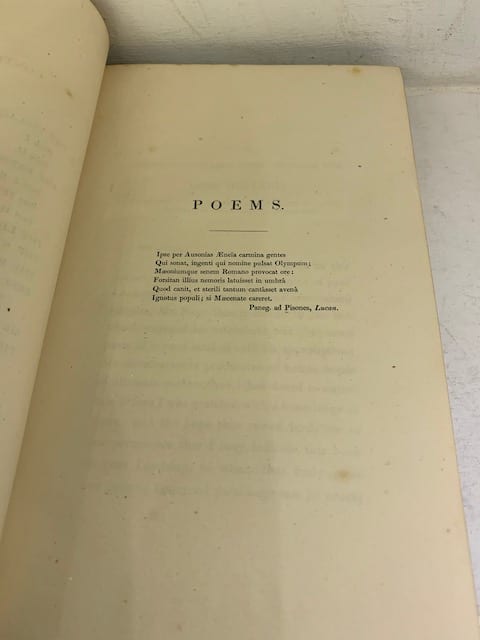 POEMS.
Ipse per Ausonias Æneïa carmina gentes
Qui sonat, ingenti qui nomine pulsat Olympum;
Mæoniumque senem Romano provocat ore:
Forsitan illius nemoris latuisset in umbrâ
Quod canit, et sterili tantum cantâsset avenâ
Ignotus populi; si Mæcenate careret.
Paneg. ad Pisones, Lucan.